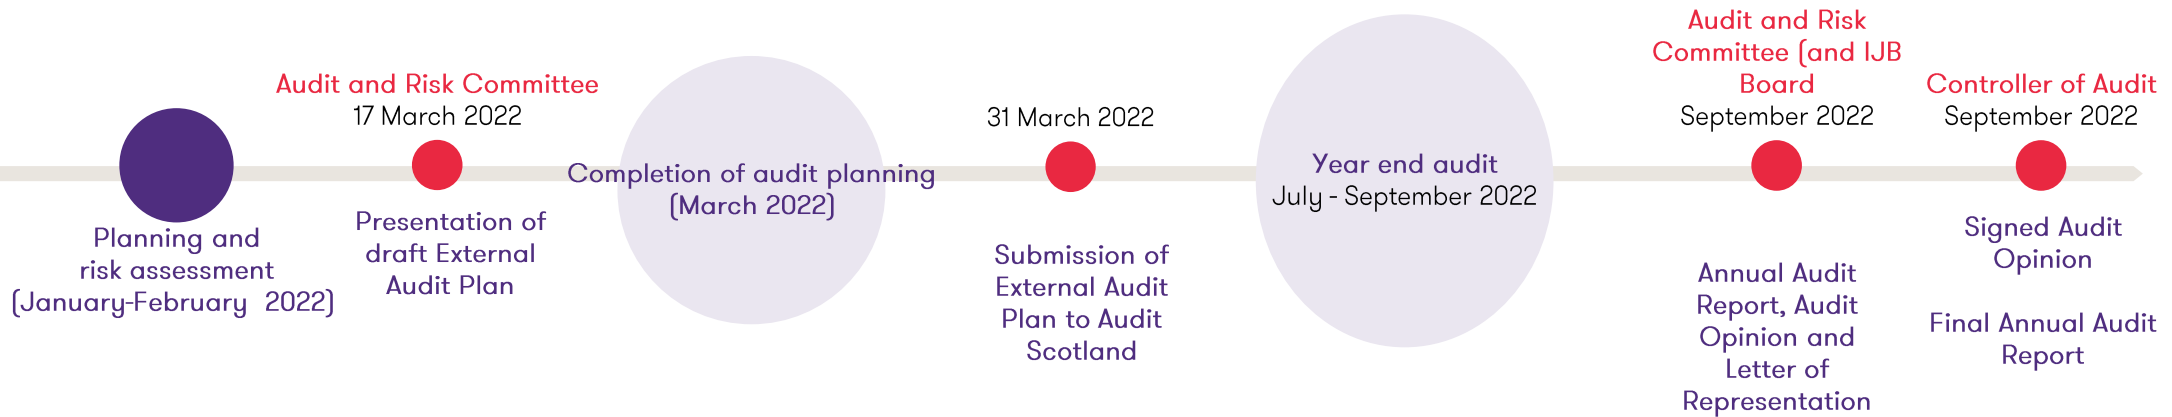 Planning and
risk assessment
(January-February 2022)
Audit and Risk Committee
17 March 2022
Presentation of
draft External
Audit Plan
Completion of audit planning
(March 2022)
31 March 2022
Submission of
External Audit
Plan to Audit
Scotland
Year end audit
July - September 2022
Audit and Risk
Committee (and IJB
Board
September 2022
Annual Audit
Report, Audit
Opinion and
Letter of
Representation
Controller of Audit
September 2022
Signed Audit
Opinion
Final Annual Audit
Report